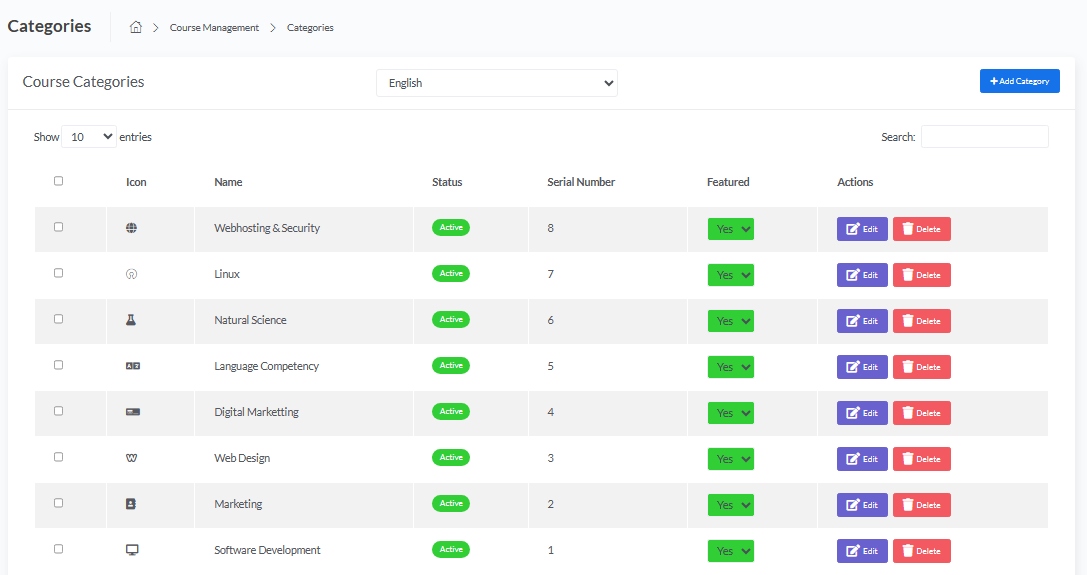 Categories Course Management Categories
Course Categories English Add Category
Show 10 entries Search:
Icon Name Status Serial Number Featured Actions
Webhosting & Security Active 8 Yes Edit Delete
Linux Active 7 Yes Edit Delete
Natural Science Active 6 Yes Edit Delete
Language Competency Active 5 Yes Edit Delete
Digital Marketting Active 4 Yes Edit Delete
Web Design Active 3 Yes Edit Delete
Marketing Active 2 Yes Edit Delete
Software Development Active 1 Yes Edit Delete